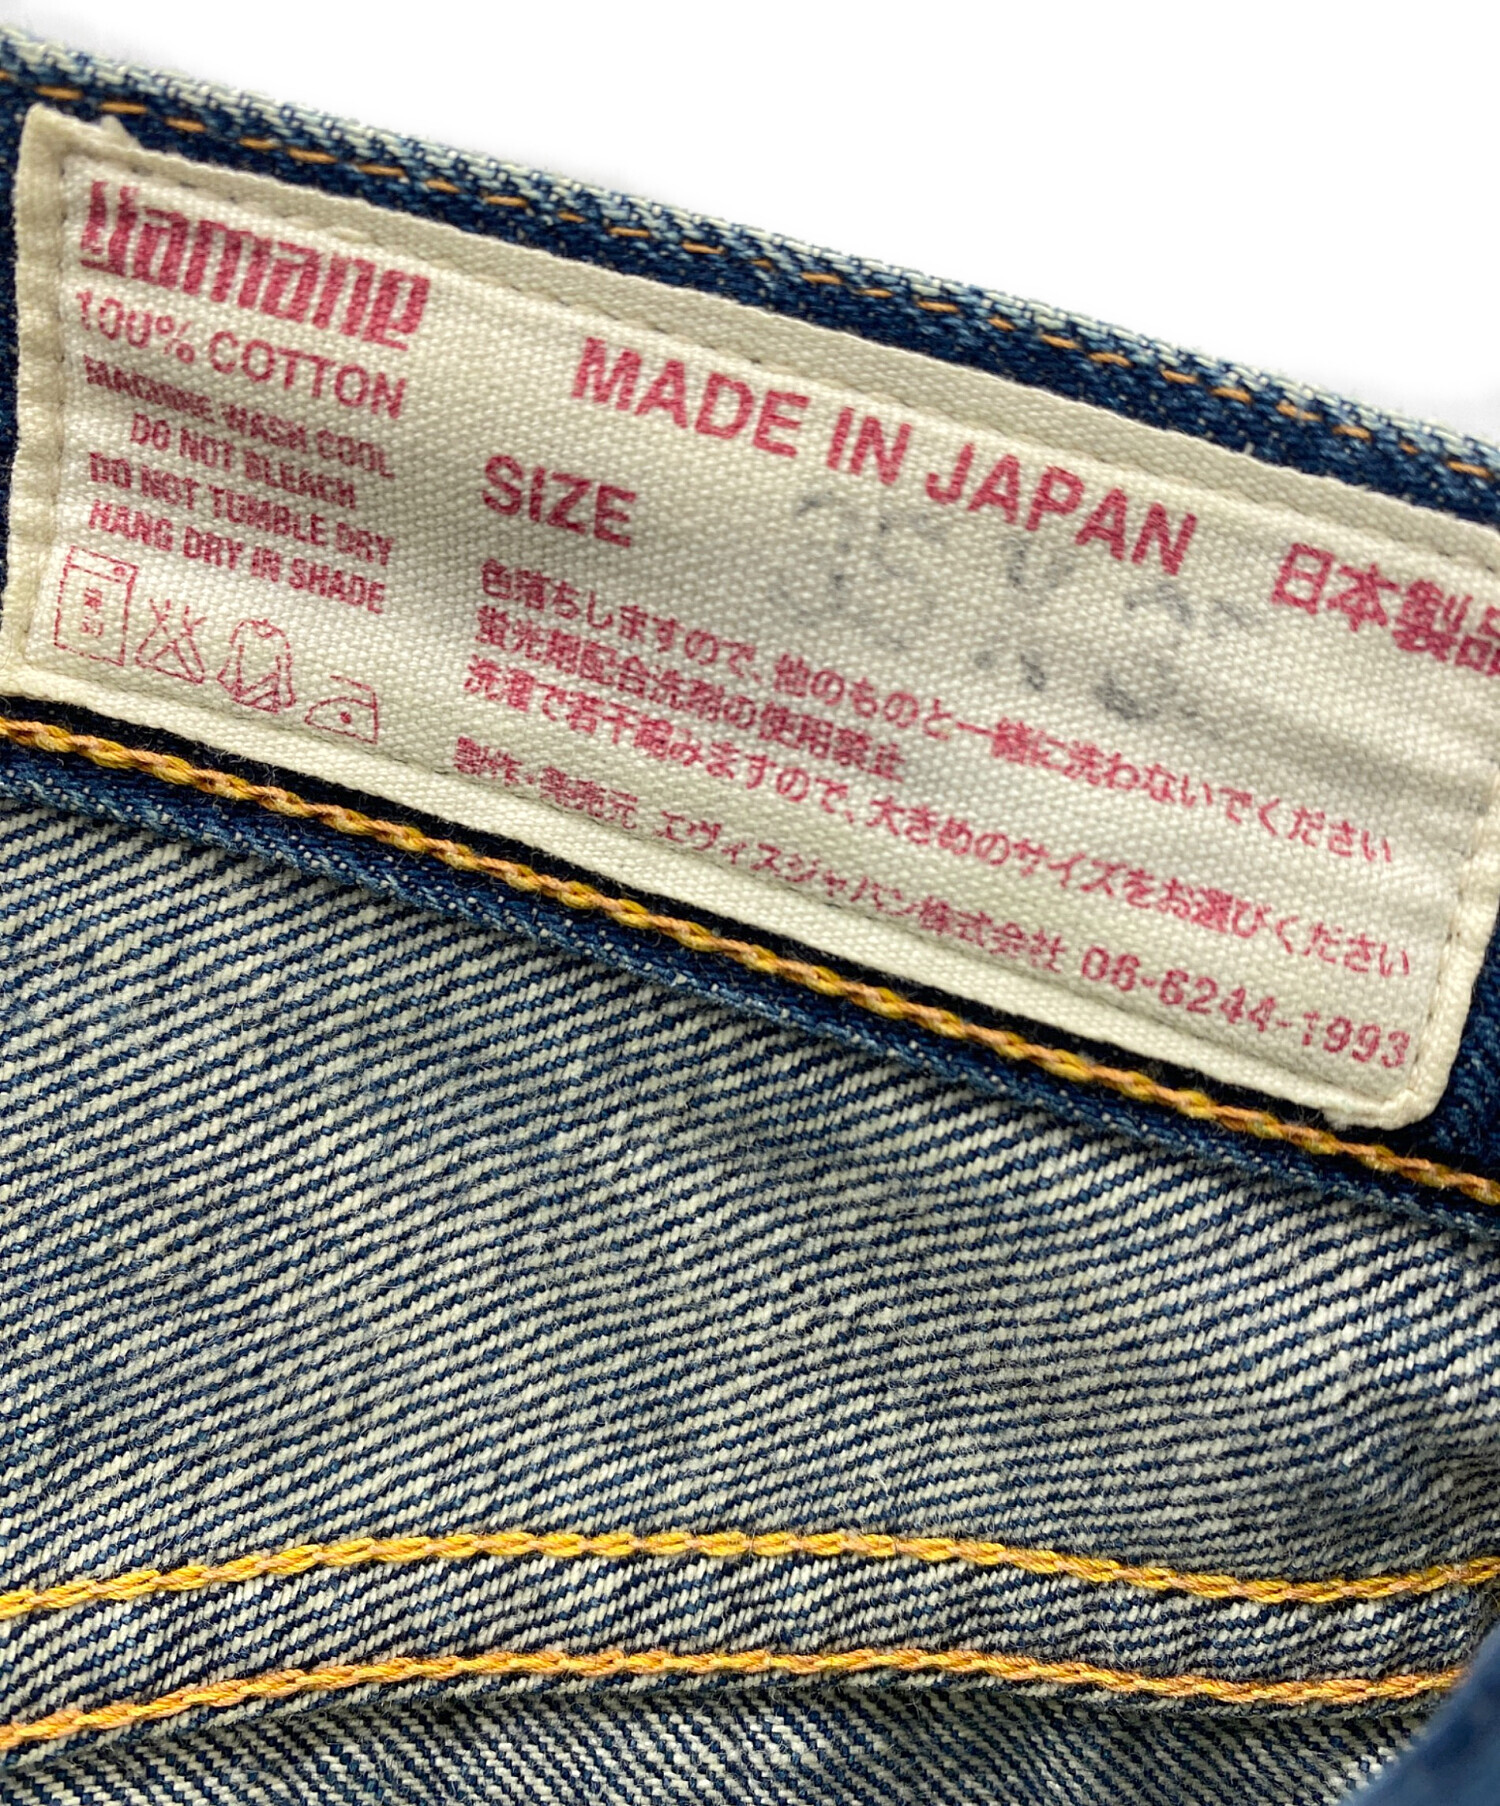 yamane
100% COTTON
MACHINE WASH COOL
DO NOT BLEACH
DO NOT TUMBLE DRY
HANG DRY IN SHADE
MADE IN JAPAN 日本製品
SIZE
色落ちしますので、他のものと一緒に洗わないでください
蛍光剤配合洗剤の使用禁止
洗濯で若干縮みますので、大きめのサイズをお選びください
製作・発売元 エヴィスジャパン株式会社 06-6244-1993